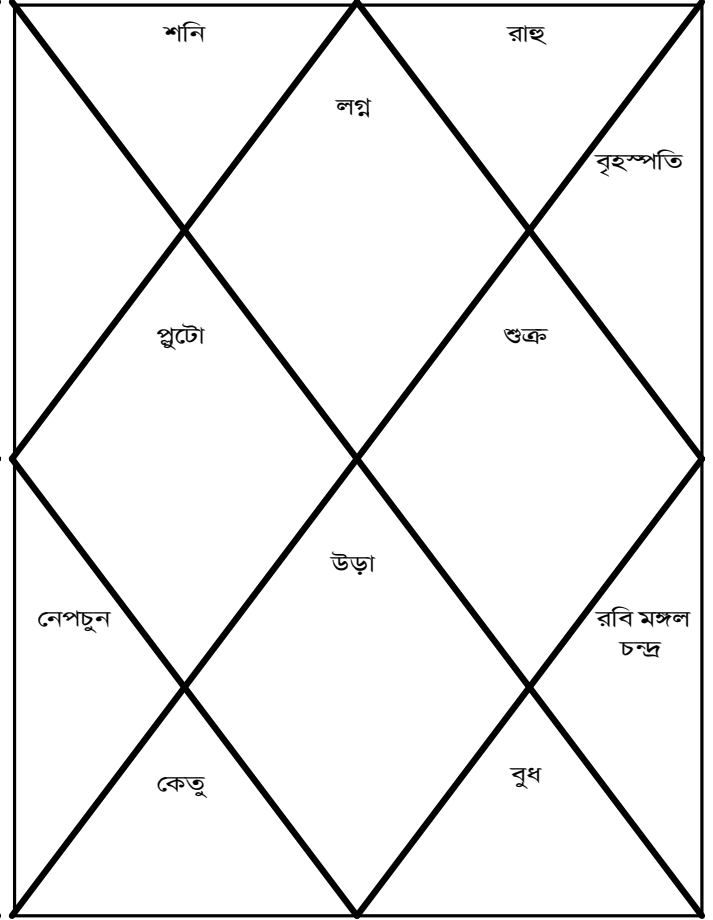 শনি
রাহু
লগ্ন
বৃহস্পতি
প্লুটো
শুক্র
উড়া
নেপচুন
রবি মঙ্গল
চন্দ্র
কেতু
বুধ